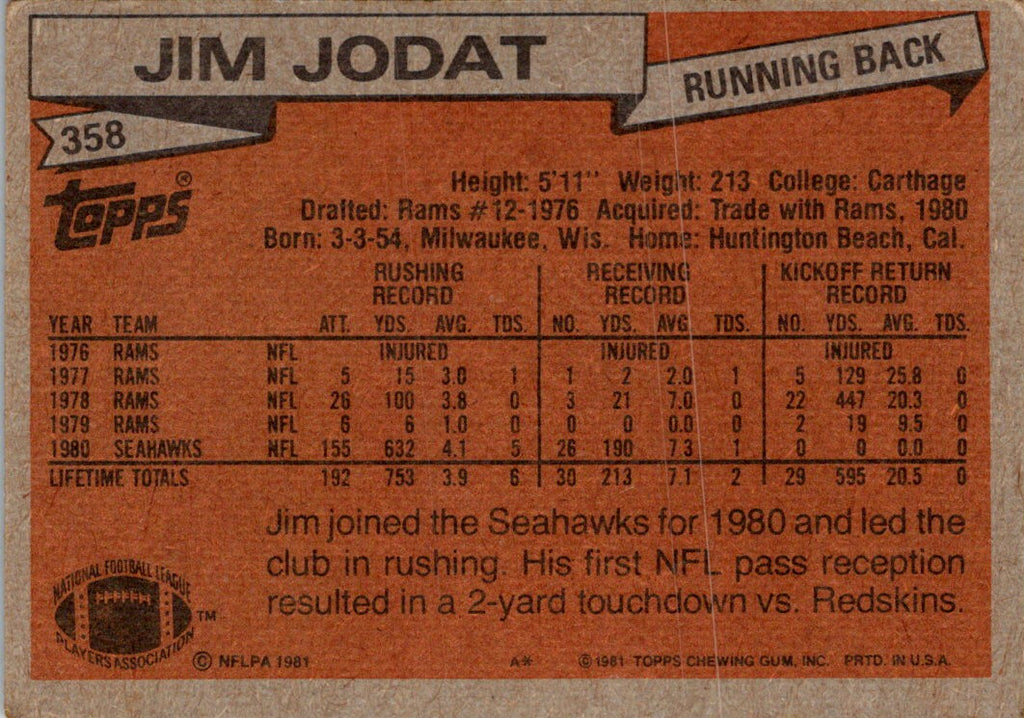 JIM JODAT
RUNNING BACK
358
Topps®
Height: 5'11" Weight: 213 College: Carthage
Drafted: Rams #12-1976 Acquired: Trade with Rams, 1980
Born: 3-3-54, Milwaukee, Wis. Home: Huntington Beach, Cal.
RUSHING RECORD RECEIVING RECORD KICKOFF RETURN RECORD
YEAR TEAM ATT. YDS. AVG. TDS. NO. YDS. AVG. TDS. NO. YDS. AVG. TDS.
1976 RAMS NFL INJURED INJURED INJURED
1977 RAMS NFL 5 15 3.0 1 1 2 2.0 1 5 129 25.8 0
1978 RAMS NFL 26 100 3.8 0 3 21 7.0 0 22 447 20.3 0
1979 RAMS NFL 6 6 1.0 0 0 0 0.0 0 2 19 9.5 0
1980 SEAHAWKS NFL 155 632 4.1 5 26 190 7.3 1 0 0 0.0 0
LIFETIME TOTALS 192 753 3.9 6 30 213 7.1 2 29 595 20.5 0
Jim joined the Seahawks for 1980 and led the
club in rushing. His first NFL pass reception
resulted in a 2-yard touchdown vs. Redskins.
NATIONAL FOOTBALL LEAGUE
PLAYERS ASSOCIATION
TM
© NFLPA 1981 A* © 1981 TOPPS CHEWING GUM, INC. PRTD. IN U.S.A.